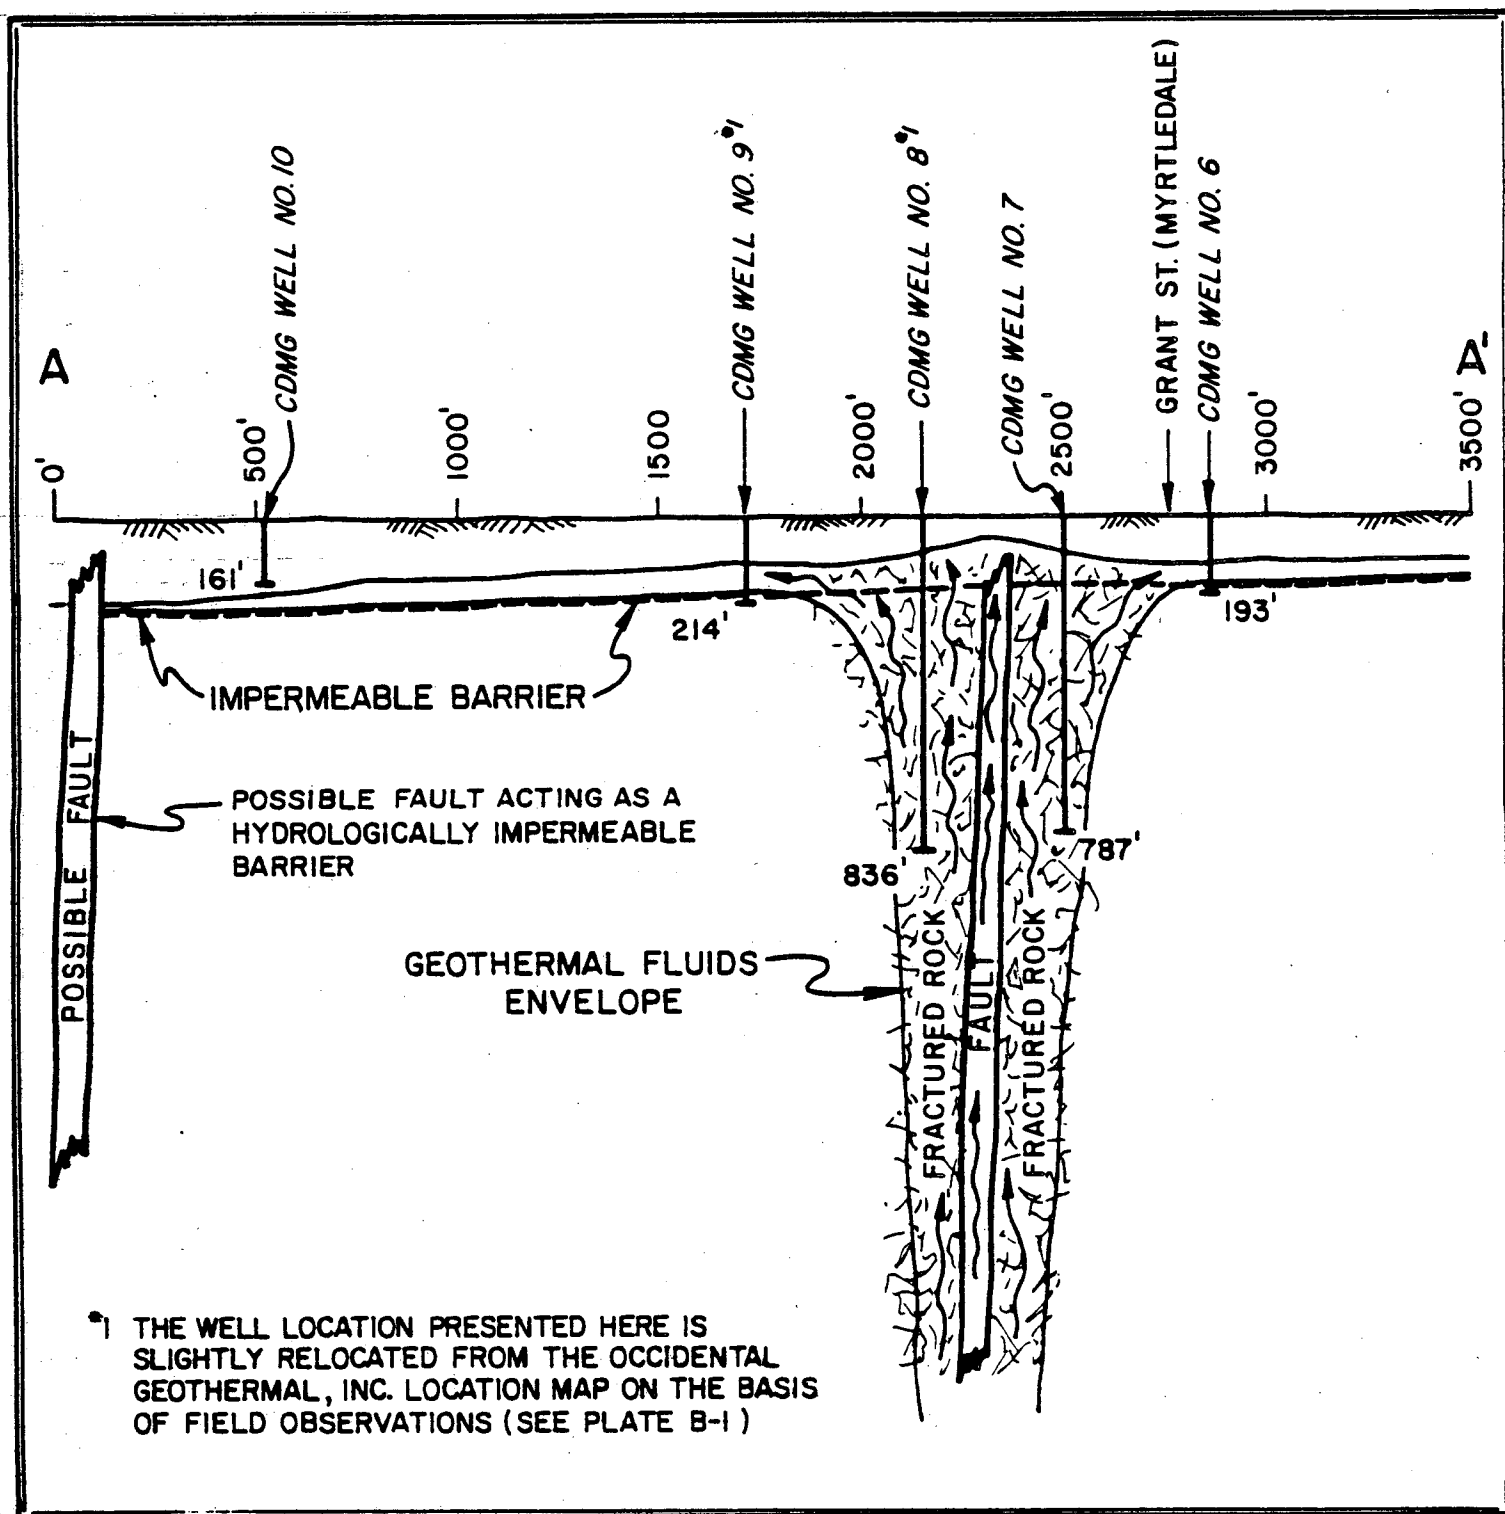 CDMG WELL NO. 10
CDMG WELL NO. 9 *1
CDMG WELL NO. 8 *1
CDMG WELL NO. 7
GRANT ST. (MYRTLEDALE)
CDMG WELL NO. 6
A
A'
0'
500'
1000'
1500
2000'
2500'
3000'
3500'
161'
214'
193'
IMPERMEABLE BARRIER
POSSIBLE FAULT
POSSIBLE FAULT ACTING AS A
HYDROLOGICALLY IMPERMEABLE
BARRIER
836'
787'
GEOTHERMAL FLUIDS
ENVELOPE
FRACTURED ROCK
FAULT
FRACTURED ROCK
*1 THE WELL LOCATION PRESENTED HERE IS
SLIGHTLY RELOCATED FROM THE OCCIDENTAL
GEOTHERMAL, INC. LOCATION MAP ON THE BASIS
OF FIELD OBSERVATIONS (SEE PLATE B-1)